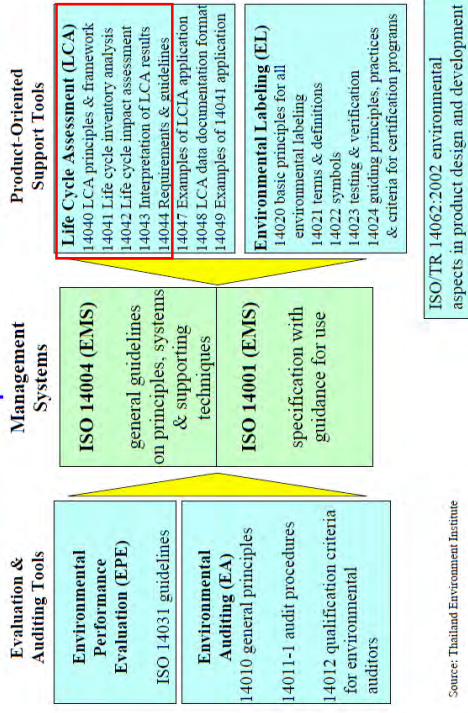 Evaluation &
Auditing Tools
Environmental
Performance
Evaluation (EPE)
ISO 14031 guidelines
Environmental
Auditing (EA)
14010 general principles
14011-1 audit procedures
14012 qualification criteria
for environmental
auditors
Management
Systems
ISO 14004 (EMS)
general guidelines
on principles, systems
& supporting
techniques
ISO 14001 (EMS)
specification with
guidance for use
Product-Oriented
Support Tools
Life Cycle Assessment (LCA)
14040 LCA principles & framework
14041 Life cycle inventory analysis
14042 Life cycle impact assessment
14043 Interpretation of LCA results
14044 Requirements & guidelines
14047 Examples of LCIA application
14048 LCA data documentation format
14049 Examples of 14041 application
Environmental Labeling (EL)
14020 basic principles for all
environmental labeling
14021 terms & definitions
14022 symbols
14023 testing & verification
14024 guiding principles, practices
& criteria for certification programs
ISO/TR 14062:2002 environmental
aspects in product design and development
Source: Thailand Environment Institute